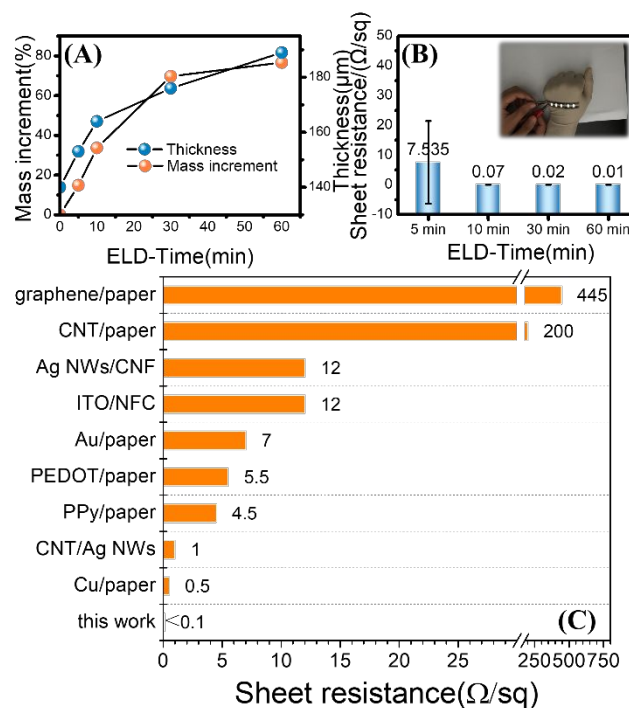 (A)
Mass increment(%)
100
80
60
40
20
0
Thickness
Mass increment
0
10
20
30
40
50
60
ELD-Time(min)
180
160
140
Thickness(μm)
(B)
Sheet resistance/(Ω/sq)
50
40
30
20
10
0
-10
7.535
0.07
0.02
0.01
5 min
10 min
30 min
60 min
ELD-Time(min)
graphene/paper
445
CNT/paper
200
Ag NWs/CNF
12
ITO/NFC
12
Au/paper
7
PEDOT/paper
5.5
PPy/paper
4.5
CNT/Ag NWs
1
Cu/paper
0.5
this work
<0.1
(C)
0
5
10
15
20
25
250
500
750
Sheet resistance(Ω/sq)